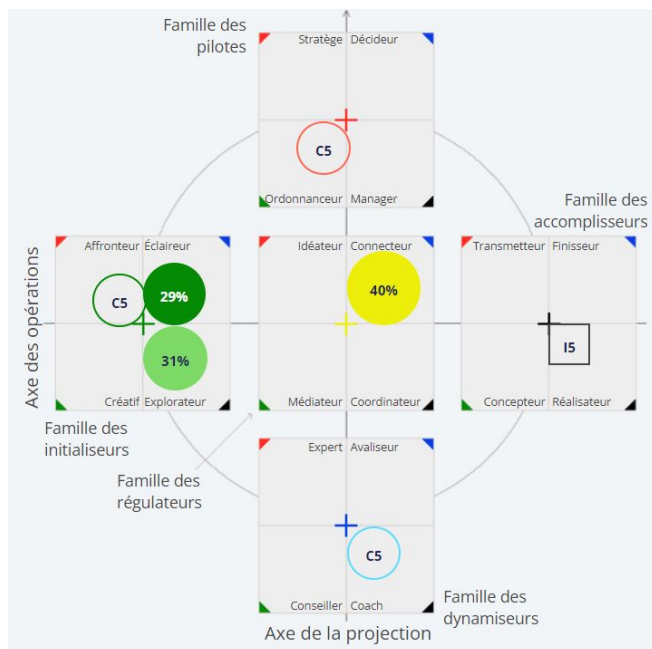 Famille des
pilotes
Stratège Décideur
C5
Ordonnanceur Manager
Famille des
accomplisseurs
Axe des opérations
Affronteur Éclaireur
Idéateur Connecteur
Transmetteur Finisseur
C5
29%
40%
31%
I5
Créatif Explorateur
Médiateur Coordinateur
Concepteur Réalisateur
Famille des
initialiseurs
Famille des
régulateurs
Expert Avaliseur
C5
Conseiller Coach
Famille des
dynamiseurs
Axe de la projection